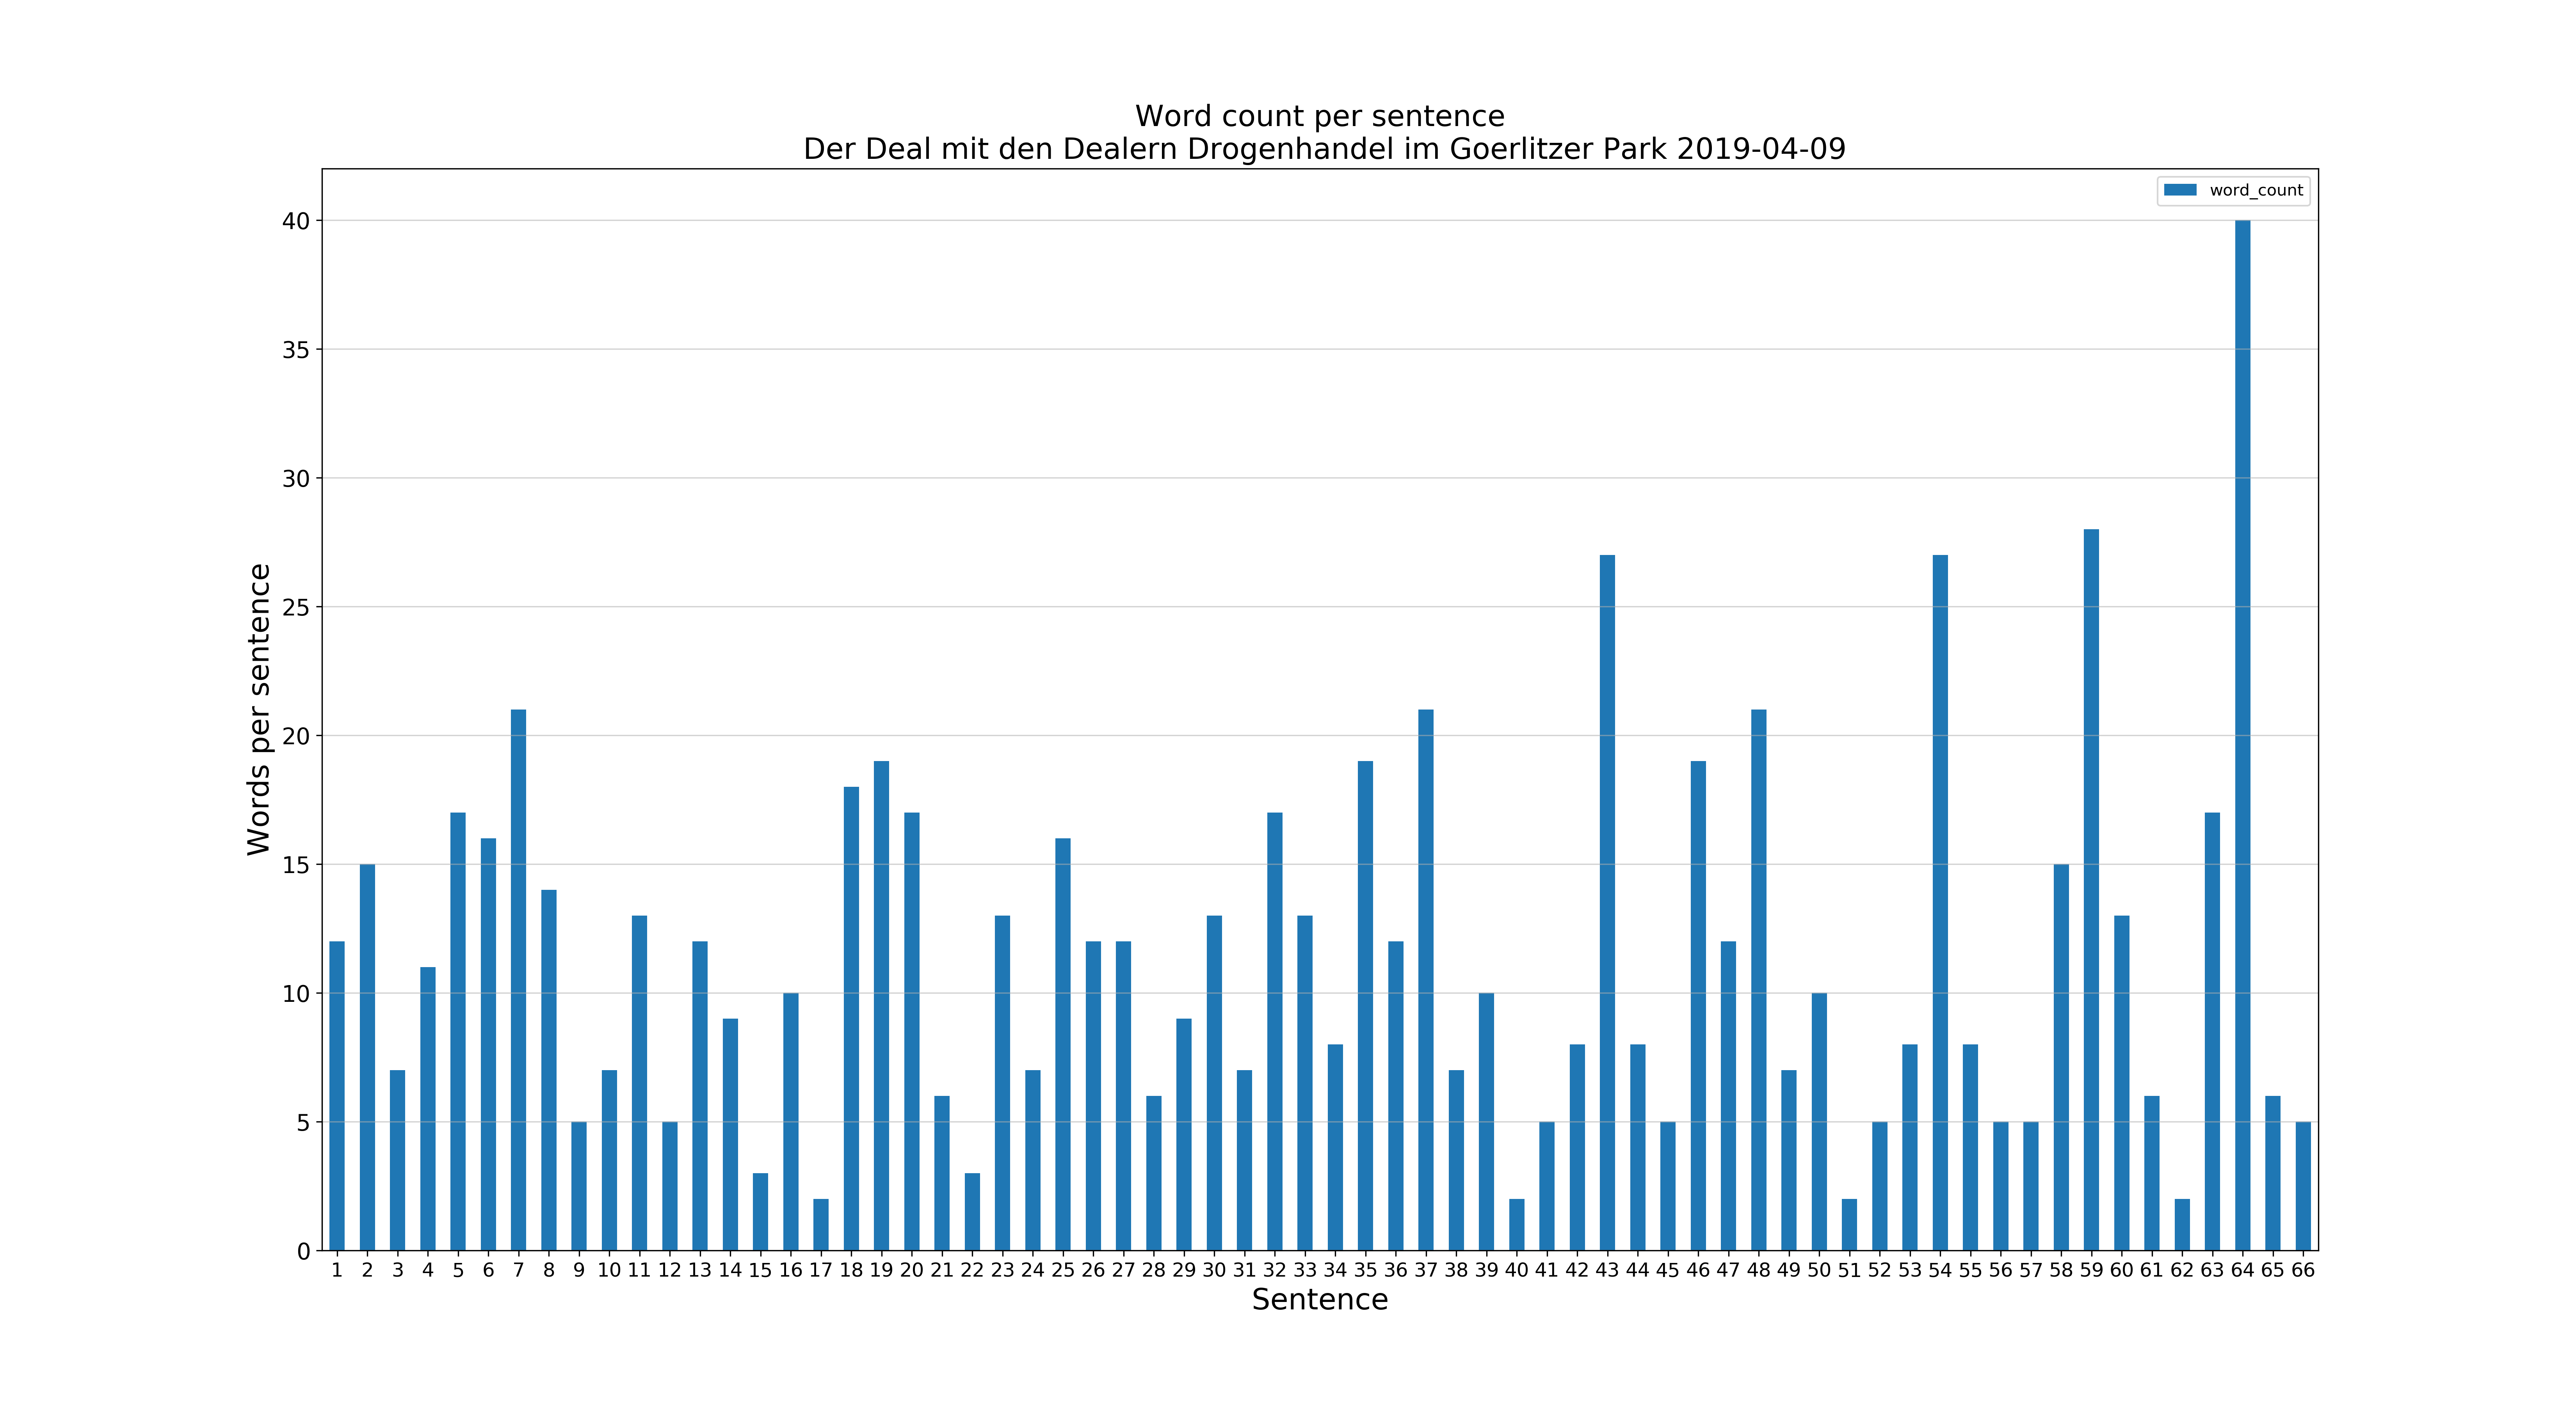 Word count per sentence
Der Deal mit den Dealern Drogenhandel im Goerlitzer Park 2019-04-09
word_count
40
35
30
25
20
15
10
5
0
Words per sentence
1 2 3 4 5 6 7 8 9 10 11 12 13 14 15 16 17 18 19 20 21 22 23 24 25 26 27 28 29 30 31 32 33 34 35 36 37 38 39 40 41 42 43 44 45 46 47 48 49 50 51 52 53 54 55 56 57 58 59 60 61 62 63 64 65 66
Sentence